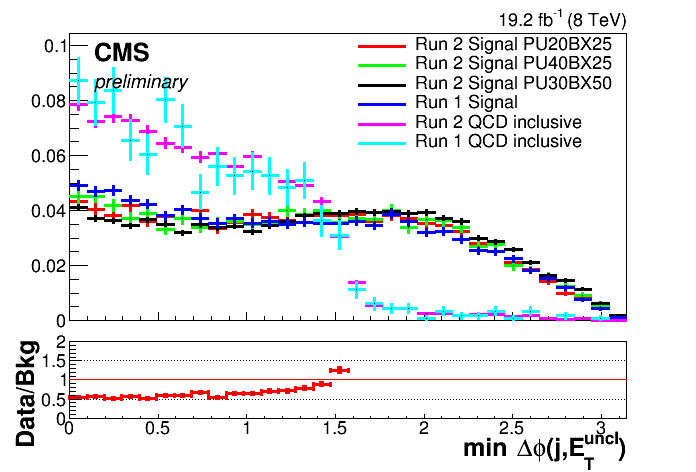 19.2 fb⁻¹ (8 TeV)
0.1
CMS
preliminary
Run 2 Signal PU20BX25
Run 2 Signal PU40BX25
Run 2 Signal PU30BX50
Run 1 Signal
Run 2 QCD inclusive
Run 1 QCD inclusive
0.08
0.06
0.04
0.02
0
Data/Bkg
2
1.5
1
0.5
0
0 0.5 1 1.5 2 2.5 3
min Δϕ(j,E_T^uncl)